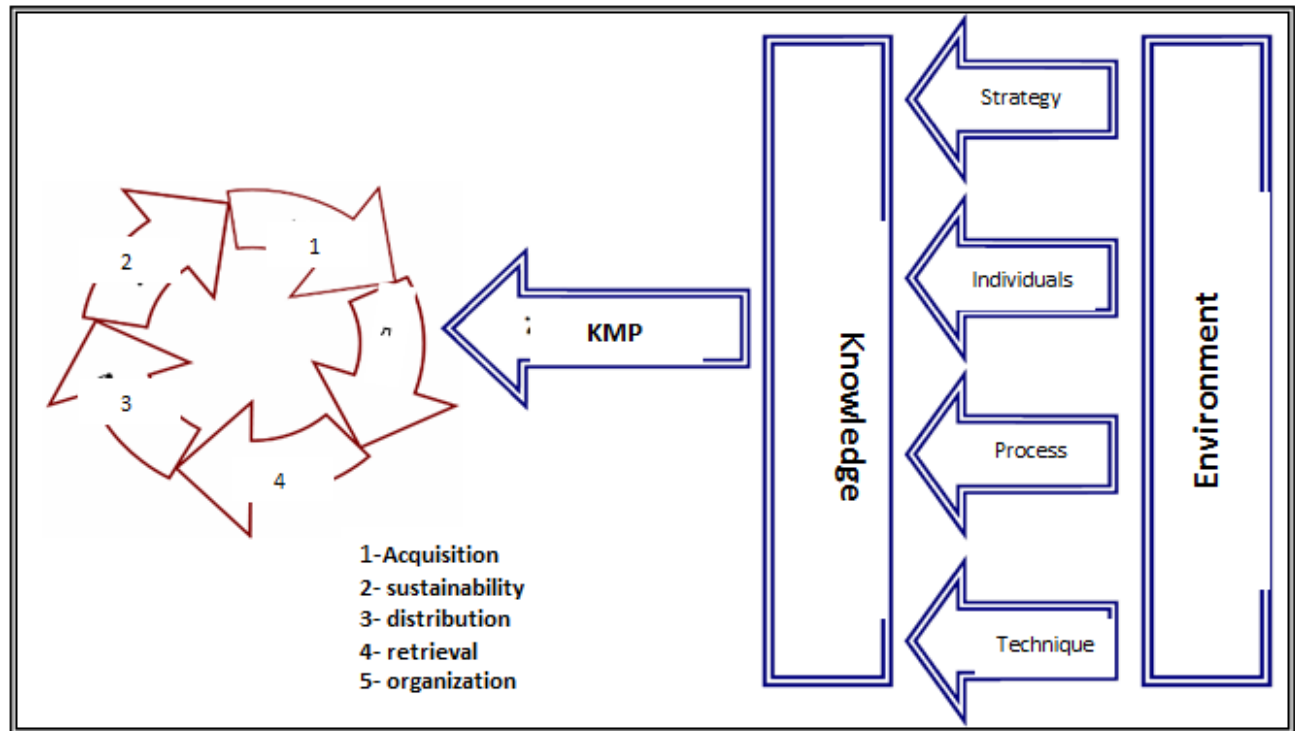 Strategy
Individuals
Process
Technique
Environment
Knowledge
KMP
1
2
3
4
1-Acquisition
2- sustainability
3- distribution
4- retrieval
5- organization